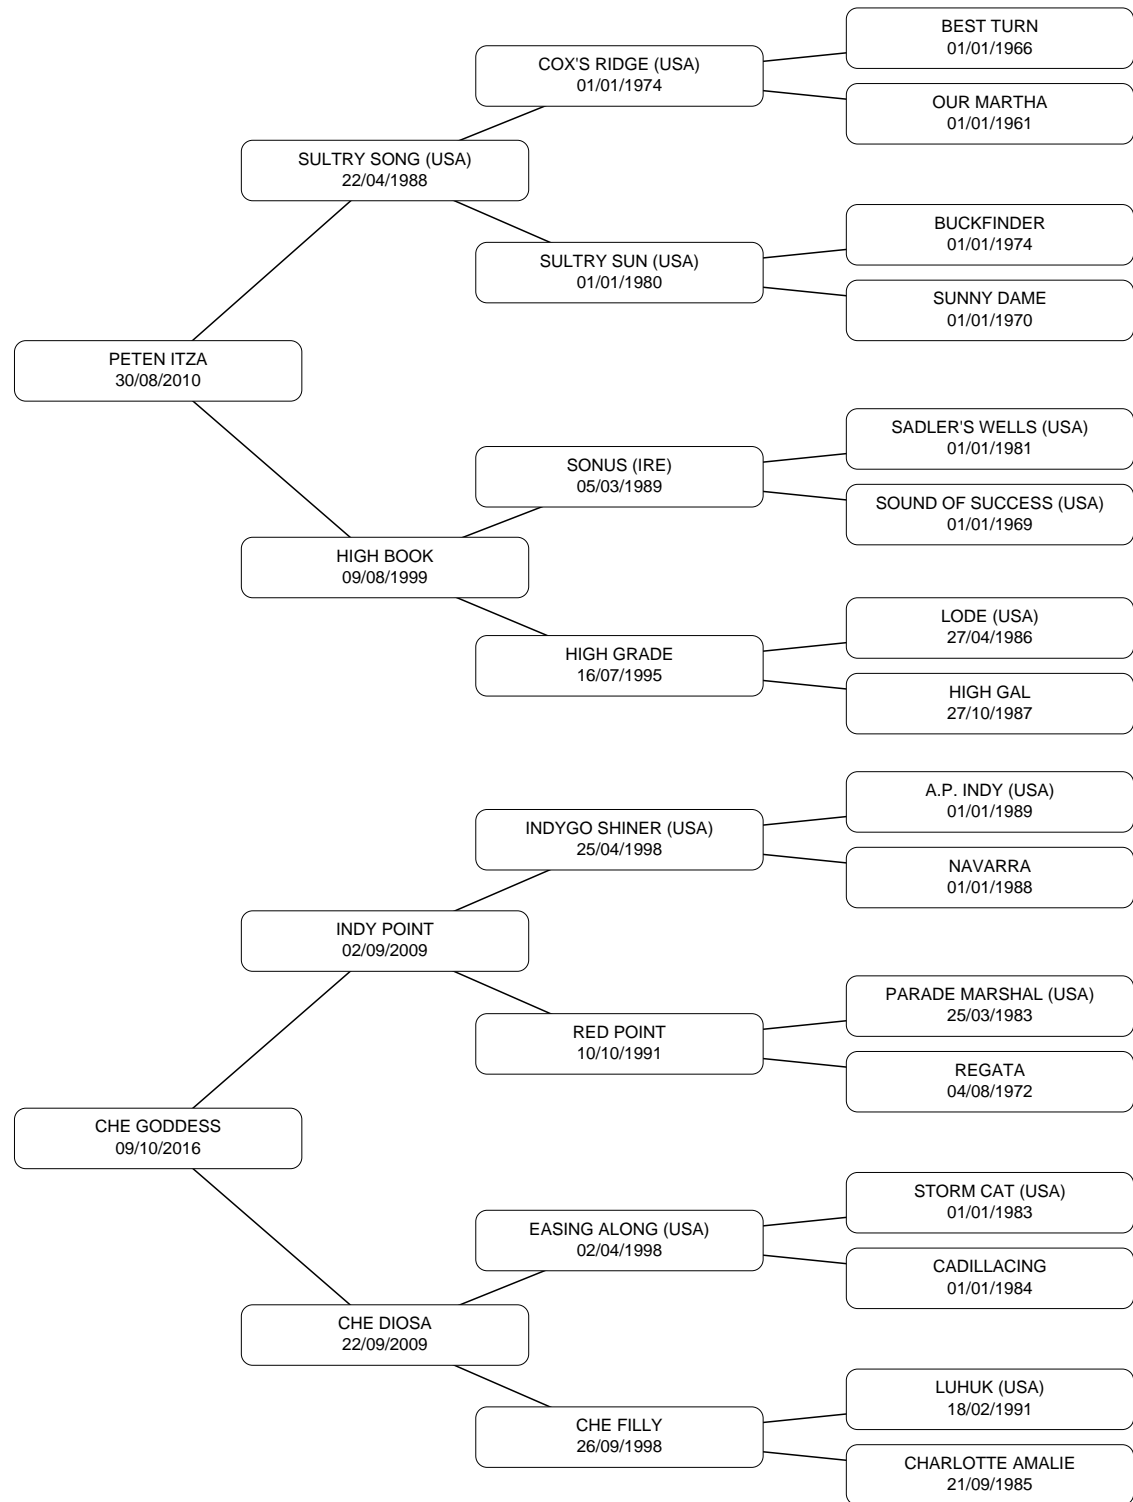 BEST TURN
01/01/1966
COX'S RIDGE (USA)
01/01/1974
OUR MARTHA
01/01/1961
SULTRY SONG (USA)
22/04/1988
BUCKFINDER
01/01/1974
SULTRY SUN (USA)
01/01/1980
SUNNY DAME
01/01/1970
PETEN ITZA
30/08/2010
SADLER'S WELLS (USA)
01/01/1981
SONUS (IRE)
05/03/1989
SOUND OF SUCCESS (USA)
01/01/1969
HIGH BOOK
09/08/1999
LODE (USA)
27/04/1986
HIGH GRADE
16/07/1995
HIGH GAL
27/10/1987
A.P. INDY (USA)
01/01/1989
INDYGO SHINER (USA)
25/04/1998
NAVARRA
01/01/1988
INDY POINT
02/09/2009
PARADE MARSHAL (USA)
25/03/1983
RED POINT
10/10/1991
REGATA
04/08/1972
CHE GODDESS
09/10/2016
STORM CAT (USA)
01/01/1983
EASING ALONG (USA)
02/04/1998
CADILLACING
01/01/1984
CHE DIOSA
22/09/2009
LUHUK (USA)
18/02/1991
CHE FILLY
26/09/1998
CHARLOTTE AMALIE
21/09/1985